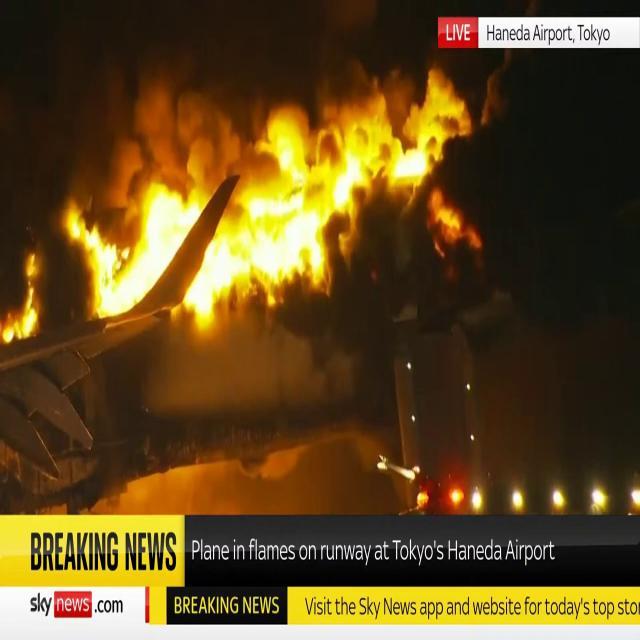 LIVE Haneda Airport, Tokyo
BREAKING NEWS Plane in flames on runway at Tokyo's Haneda Airport
sky news.com BREAKING NEWS Visit the Sky News app and website for today's top sto